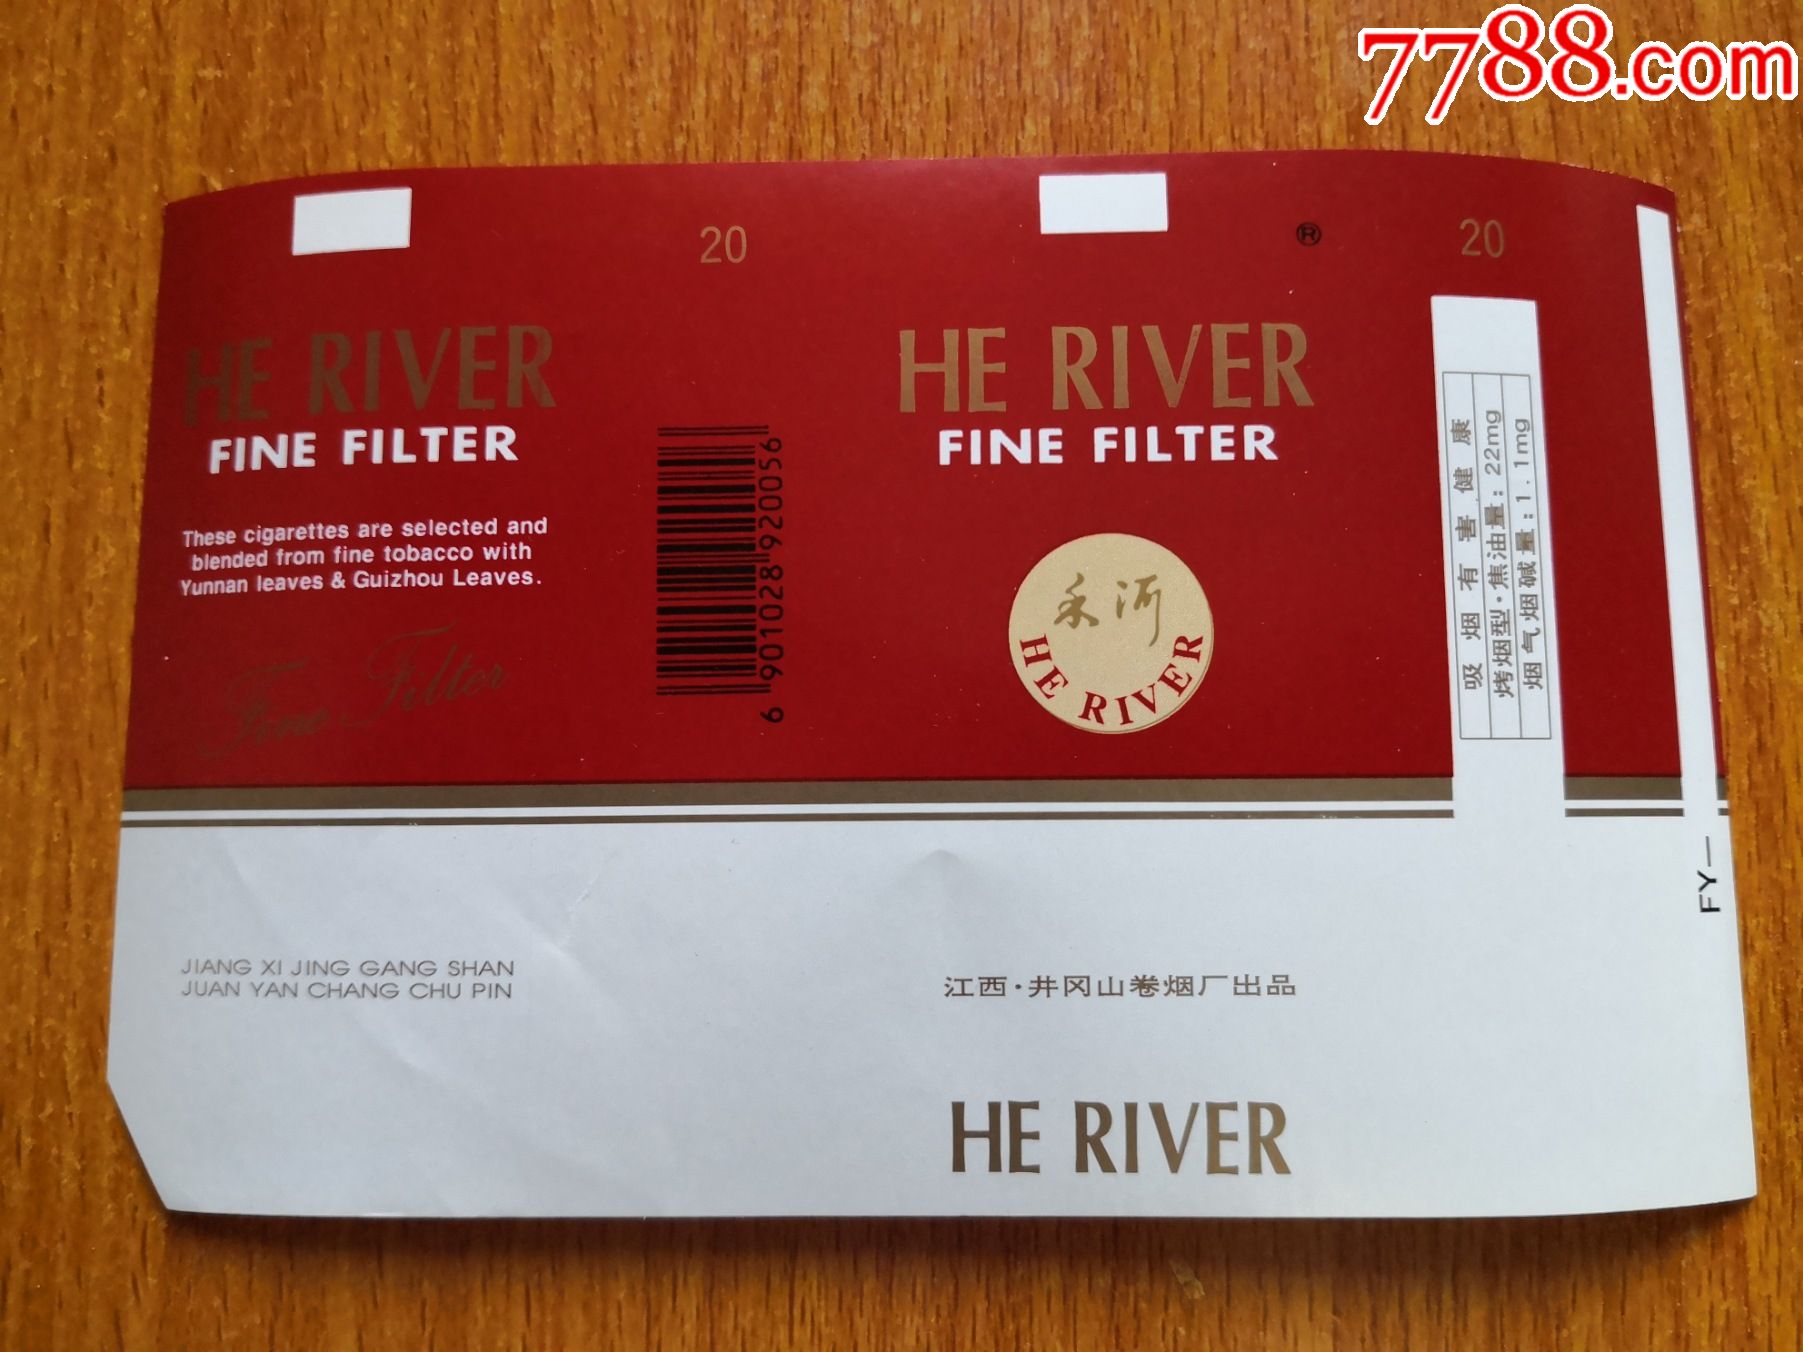 7788.com
20
®
20
HE RIVER
FINE FILTER
These cigarettes are selected and
blended from fine tobacco with
Yunnan leaves & Guizhou Leaves.
Fine Filter
6 901028 920056
HE RIVER
FINE FILTER
禾河
HE RIVER
吸烟有害健康
烤烟型·焦油量：22mg
烟气烟碱量：1.1mg
FY—
JIANG XI JING GANG SHAN
JUAN YAN CHANG CHU PIN
江西·井冈山卷烟厂出品
HE RIVER